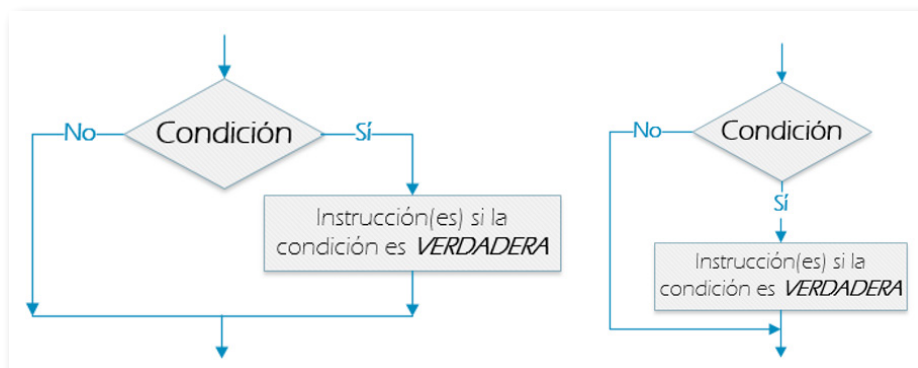 No
Condición
Sí
Instrucción(es) si la
condición es VERDADERA
No
Condición
Sí
Instrucción(es) si la
condición es VERDADERA